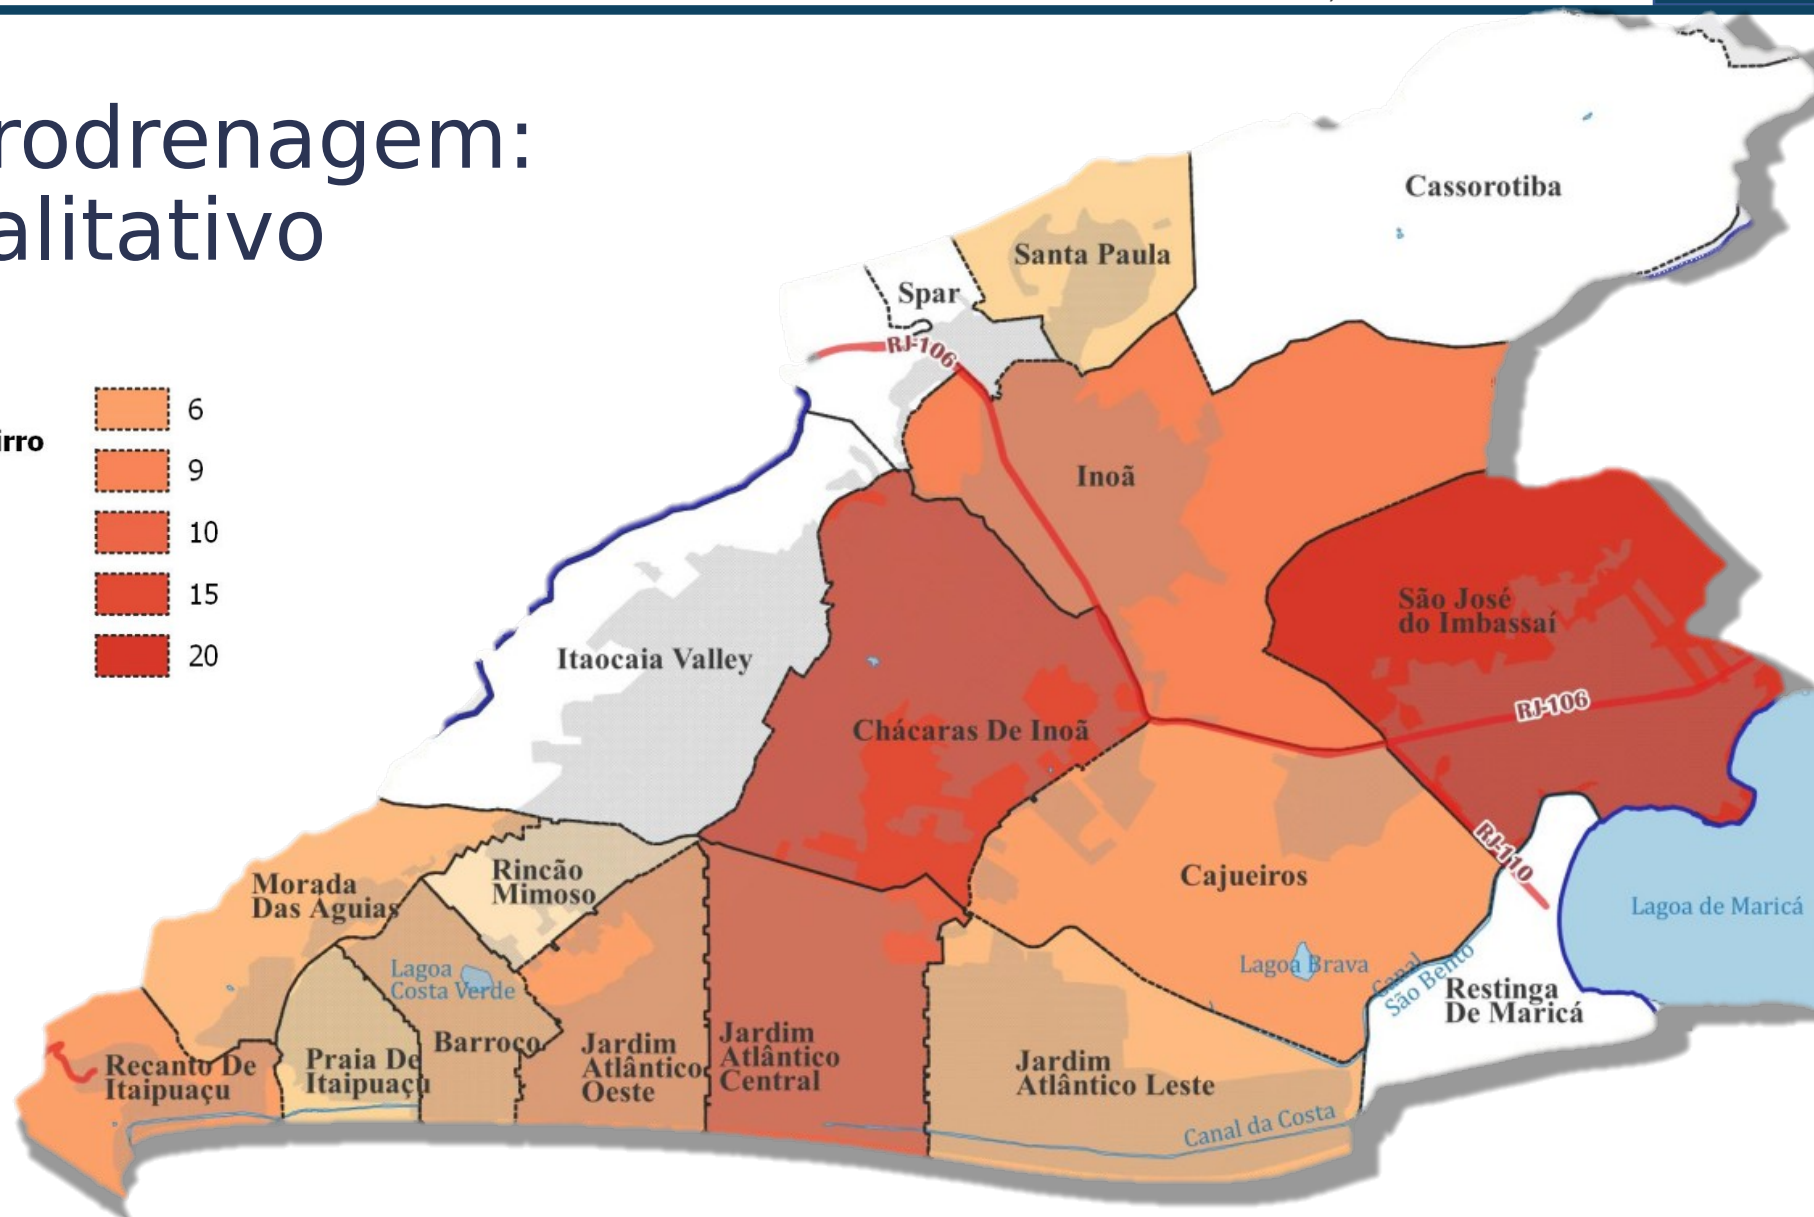 rodrenagem:
alitativo
irro
6
9
10
15
20
Cassorotiba
Santa Paula
Spar
RJ-106
Inoã
São José
do Imbassaí
Itaocaia Valley
RJ-106
Chácaras De Inoã
RJ-110
Cajueiros
Rincão
Mimoso
Morada
Das Aguias
Lagoa de Maricá
Lagoa Brava
Canal
São Bento
Lagoa
Costa Verde
Restinga
De Maricá
Barroco
Jardim
Atlântico
Oeste
Jardim
Atlântico
Central
Recanto De
Itaipuaçu
Praia De
Itaipuaçu
Jardim
Atlântico Leste
Canal da Costa